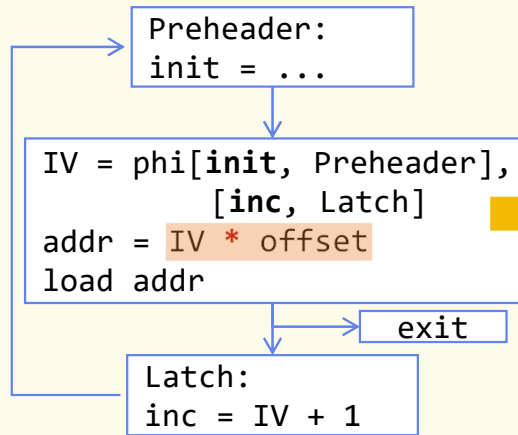 Preheader:
init = ...
IV = phi[init, Preheader],
[inc, Latch]
addr = IV * offset
load addr
exit
Latch:
inc = IV + 1